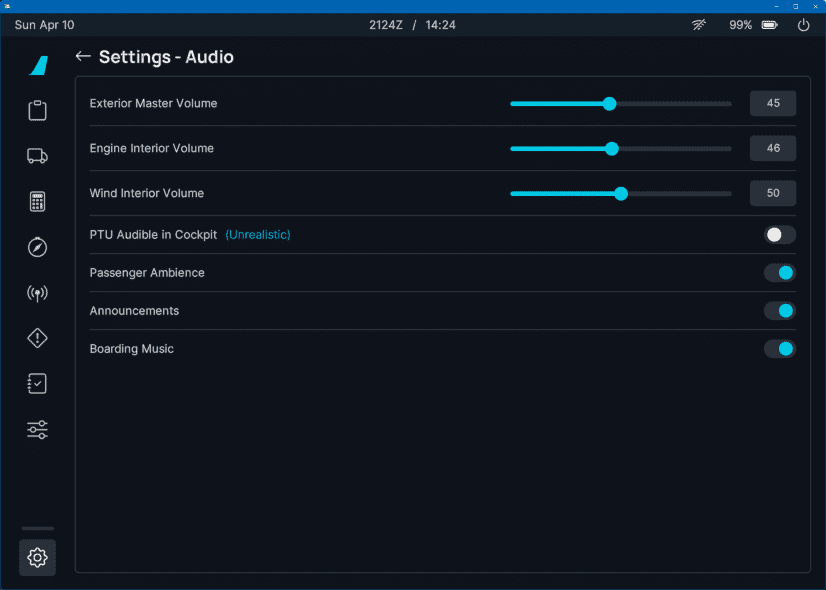 Sun Apr 10 2124Z / 14:24 99%
Settings - Audio
Exterior Master Volume 45
Engine Interior Volume 46
Wind Interior Volume 50
PTU Audible in Cockpit (Unrealistic)
Passenger Ambience
Announcements
Boarding Music